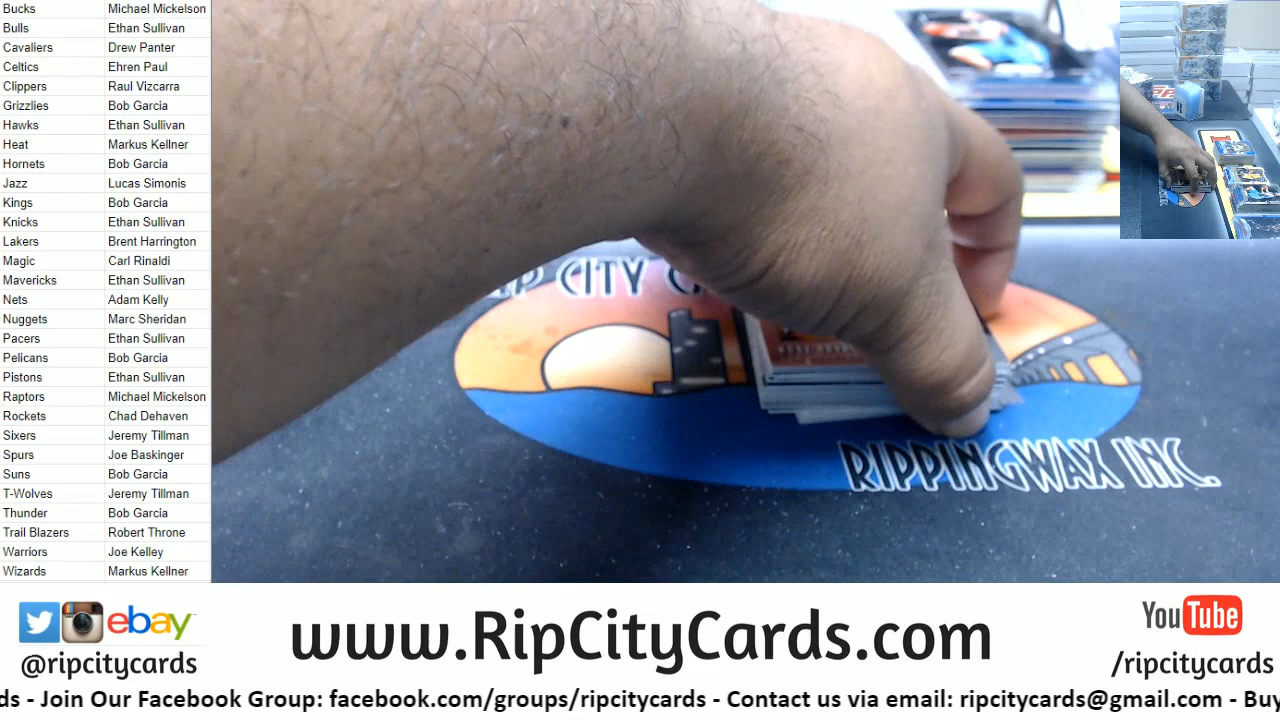 Bucks Michael Mickelson
Bulls Ethan Sullivan
Cavaliers Drew Panter
Celtics Ehren Paul
Clippers Raul Vizcarra
Grizzlies Bob Garcia
Hawks Ethan Sullivan
Heat Markus Kellner
Hornets Bob Garcia
Jazz Lucas Simonis
Kings Bob Garcia
Knicks Ethan Sullivan
Lakers Brent Harrington
Magic Carl Rinaldi
Mavericks Ethan Sullivan
Nets Adam Kelly
Nuggets Marc Sheridan
Pacers Ethan Sullivan
Pelicans Bob Garcia
Pistons Ethan Sullivan
Raptors Michael Mickelson
Rockets Chad Dehaven
Sixers Jeremy Tillman
Spurs Joe Baskinger
Suns Bob Garcia
T-Wolves Jeremy Tillman
Thunder Bob Garcia
Trail Blazers Robert Throne
Warriors Joe Kelley
Wizards Markus Kellner
IP CITY C
RIPPINGWAX INC.
ebay
@ripcitycards
www.RipCityCards.com
YouTube
/ripcitycards
ds - Join Our Facebook Group: facebook.com/groups/ripcitycards - Contact us via email: ripcitycards@gmail.com - Buy